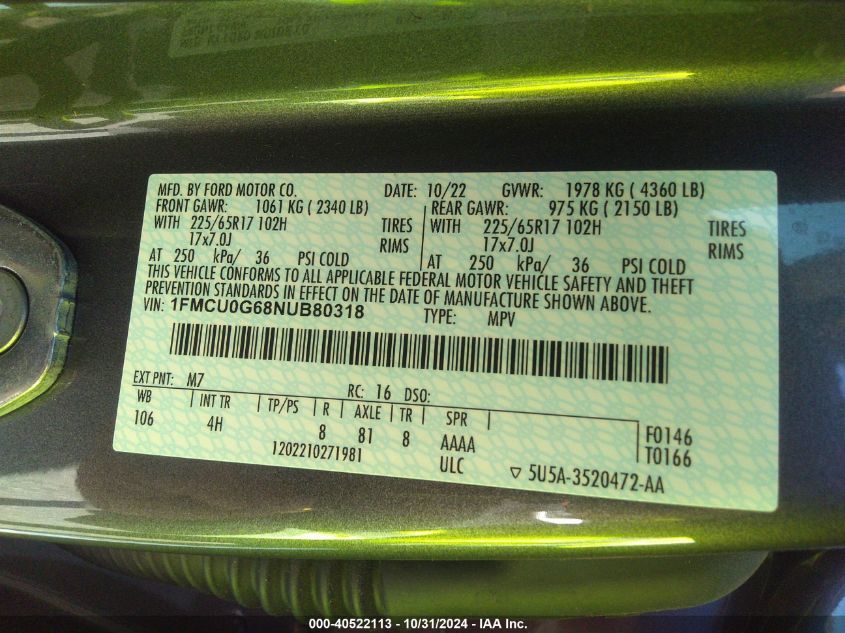 MFD. BY FORD MOTOR CO. DATE: 10/22 GVWR: 1978 KG ( 4360 LB)
FRONT GAWR: 1061 KG ( 2340 LB) REAR GAWR: 975 KG ( 2150 LB)
WITH 225/65R17 102H TIRES WITH 225/65R17 102H TIRES
17x7.0J RIMS 17x7.0J RIMS
AT 250 kPa/ 36 PSI COLD AT 250 kPa/ 36 PSI COLD
THIS VEHICLE CONFORMS TO ALL APPLICABLE FEDERAL MOTOR VEHICLE SAFETY AND THEFT
PREVENTION STANDARDS IN EFFECT ON THE DATE OF MANUFACTURE SHOWN ABOVE.
VIN: 1FMCU0G68NUB80318 TYPE: MPV
EXT PNT: M7 RC: 16 DSO:
WB INT TR TP/PS R AXLE TR SPR
106 4H 8 81 8 AAAA F0146
1202210271981 ULC T0166
5U5A-3520472-AA
000-40522113 - 10/31/2024 - IAA Inc.